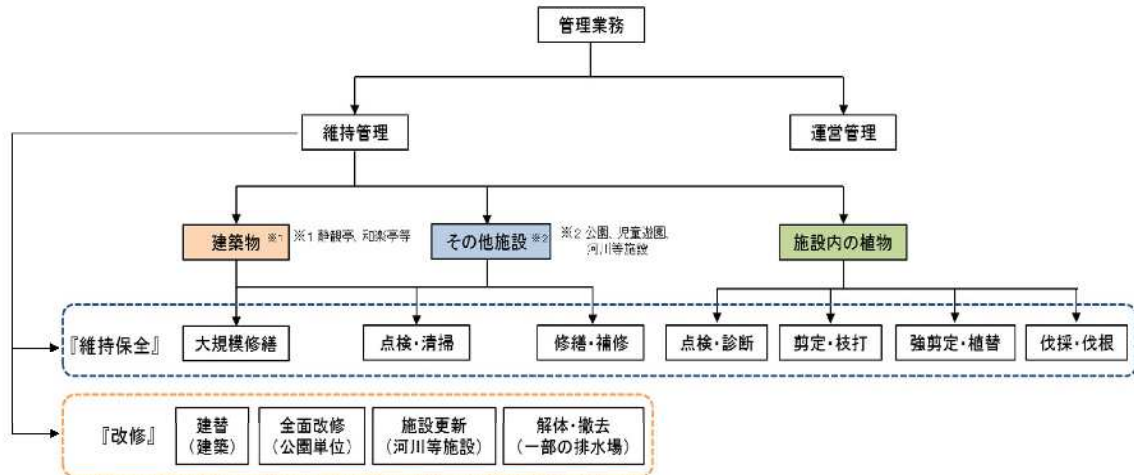 管理業務
維持管理
運営管理
建築物 ※1
※1 静観亭、和楽亭等
その他施設 ※2
※2 公園、児童遊園、
河川等施設
施設内の植物
『維持保全』
大規模修繕
点検・清掃
修繕・補修
点検・診断
剪定・枝打
強剪定・植替
伐採・伐根
『改修』
建替
(建築)
全面改修
(公園単位)
施設更新
(河川等施設)
解体・撤去
(一部の排水場)